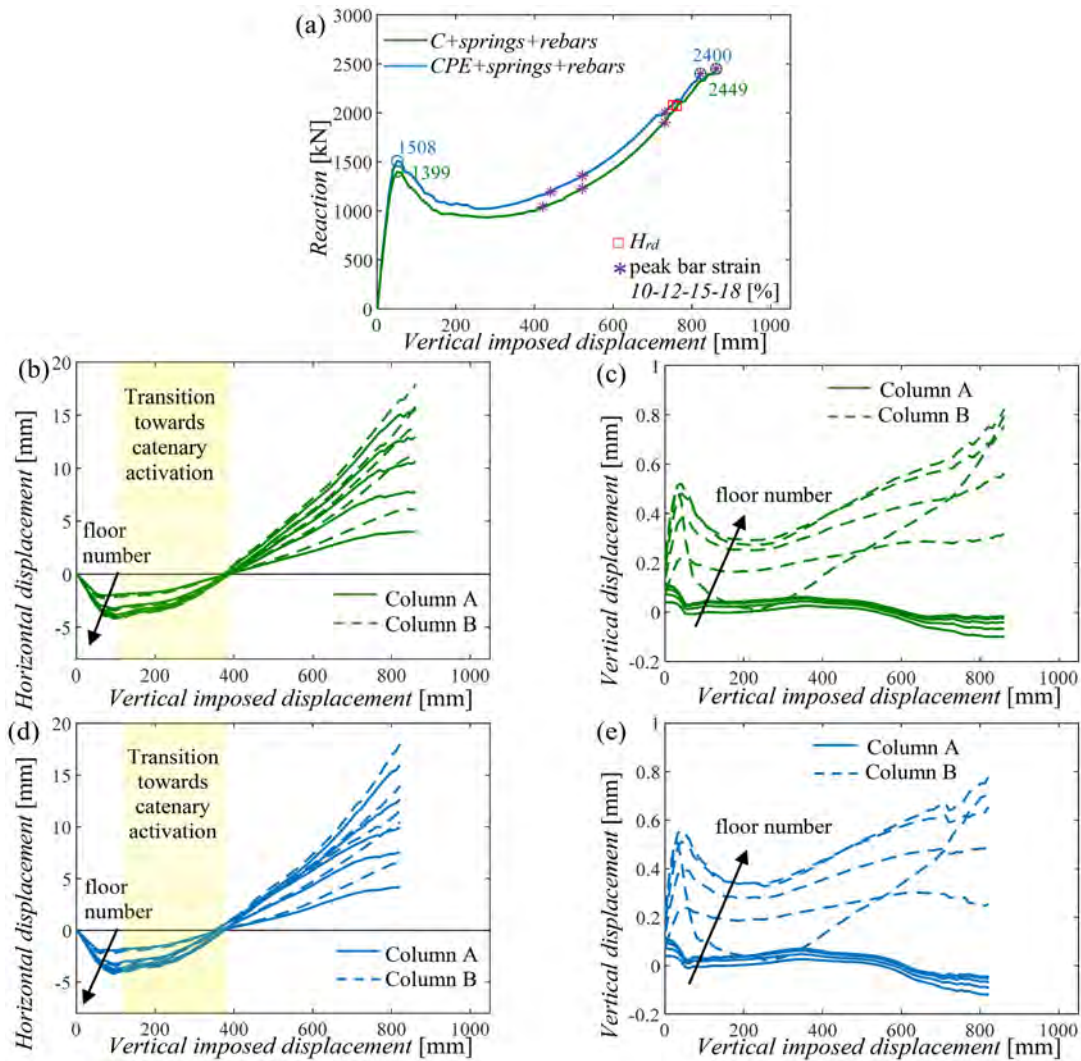 (a)
3000
2500
2000
1500
1000
500
0
Reaction [kN]
C+springs+rebars
CPE+springs+rebars
2400
2449
1508
1399
H_rd
peak bar strain
10-12-15-18 [%]
0 200 400 600 800 1000
Vertical imposed displacement [mm]
(b)
20
15
10
5
0
-5
Horizontal displacement [mm]
Transition
towards
catenary
activation
floor
number
Column A
Column B
0 200 400 600 800 1000
Vertical imposed displacement [mm]
(c)
1
0.8
0.6
0.4
0.2
0
-0.2
Vertical displacement [mm]
Column A
Column B
floor number
0 200 400 600 800 1000
Vertical imposed displacement [mm]
(d)
20
15
10
5
0
-5
Horizontal displacement [mm]
Transition
towards
catenary
activation
floor
number
Column A
Column B
0 200 400 600 800 1000
Vertical imposed displacement [mm]
(e)
1
0.8
0.6
0.4
0.2
0
-0.2
Vertical displacement [mm]
Column A
Column B
floor number
0 200 400 600 800 1000
Vertical imposed displacement [mm]